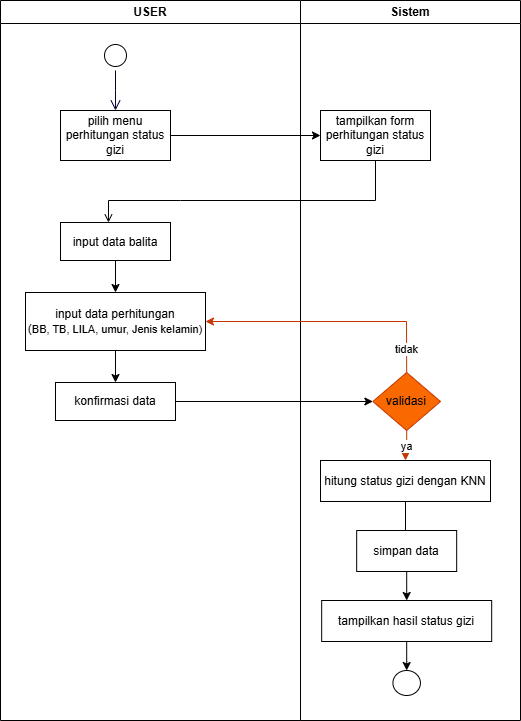 USER
Sistem
pilih menu
perhitungan status
gizi
tampilkan form
perhitungan status
gizi
input data balita
input data perhitungan
(BB, TB, LILA, umur, Jenis kelamin)
tidak
konfirmasi data
validasi
ya
hitung status gizi dengan KNN
simpan data
tampilkan hasil status gizi